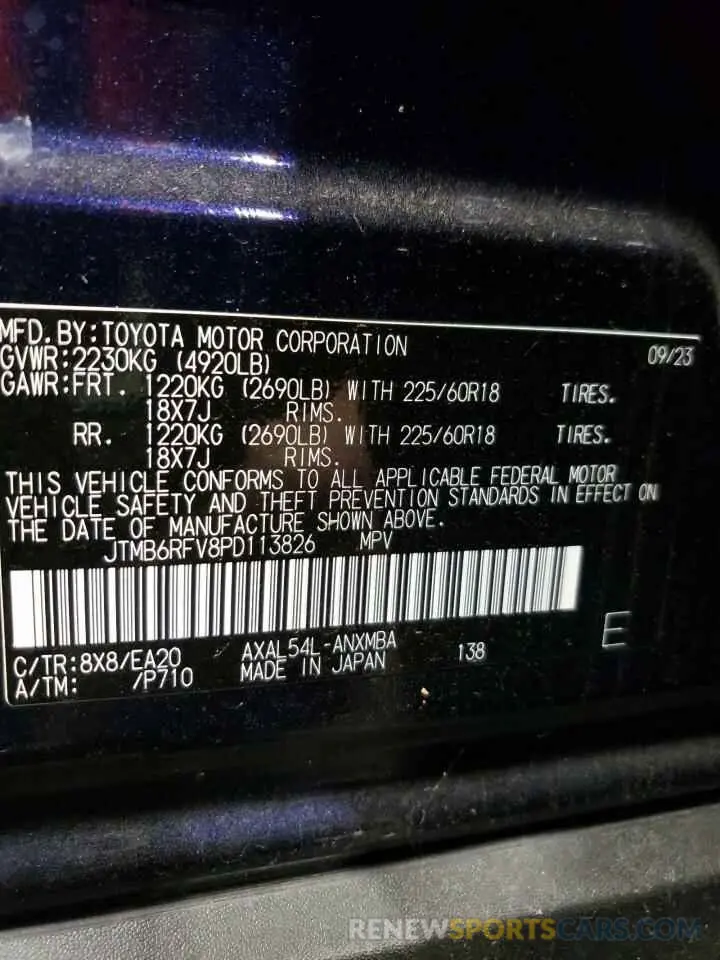 MFD.BY:TOYOTA MOTOR CORPORATION 09/23
GVWR:2230KG (4920LB)
GAWR:FRT. 1220KG (2690LB) WITH 225/60R18 TIRES.
18X7J RIMS.
RR. 1220KG (2690LB) WITH 225/60R18 TIRES.
18X7J RIMS.
THIS VEHICLE CONFORMS TO ALL APPLICABLE FEDERAL MOTOR
VEHICLE SAFETY AND THEFT PREVENTION STANDARDS IN EFFECT ON
THE DATE OF MANUFACTURE SHOWN ABOVE.
JTMB6RFV8PD113826 MPV
E
C/TR:8X8/EA20 AXAL54L-ANXMBA 138
A/TM: /P710 MADE IN JAPAN
RENEWSPORTSCARS.COM